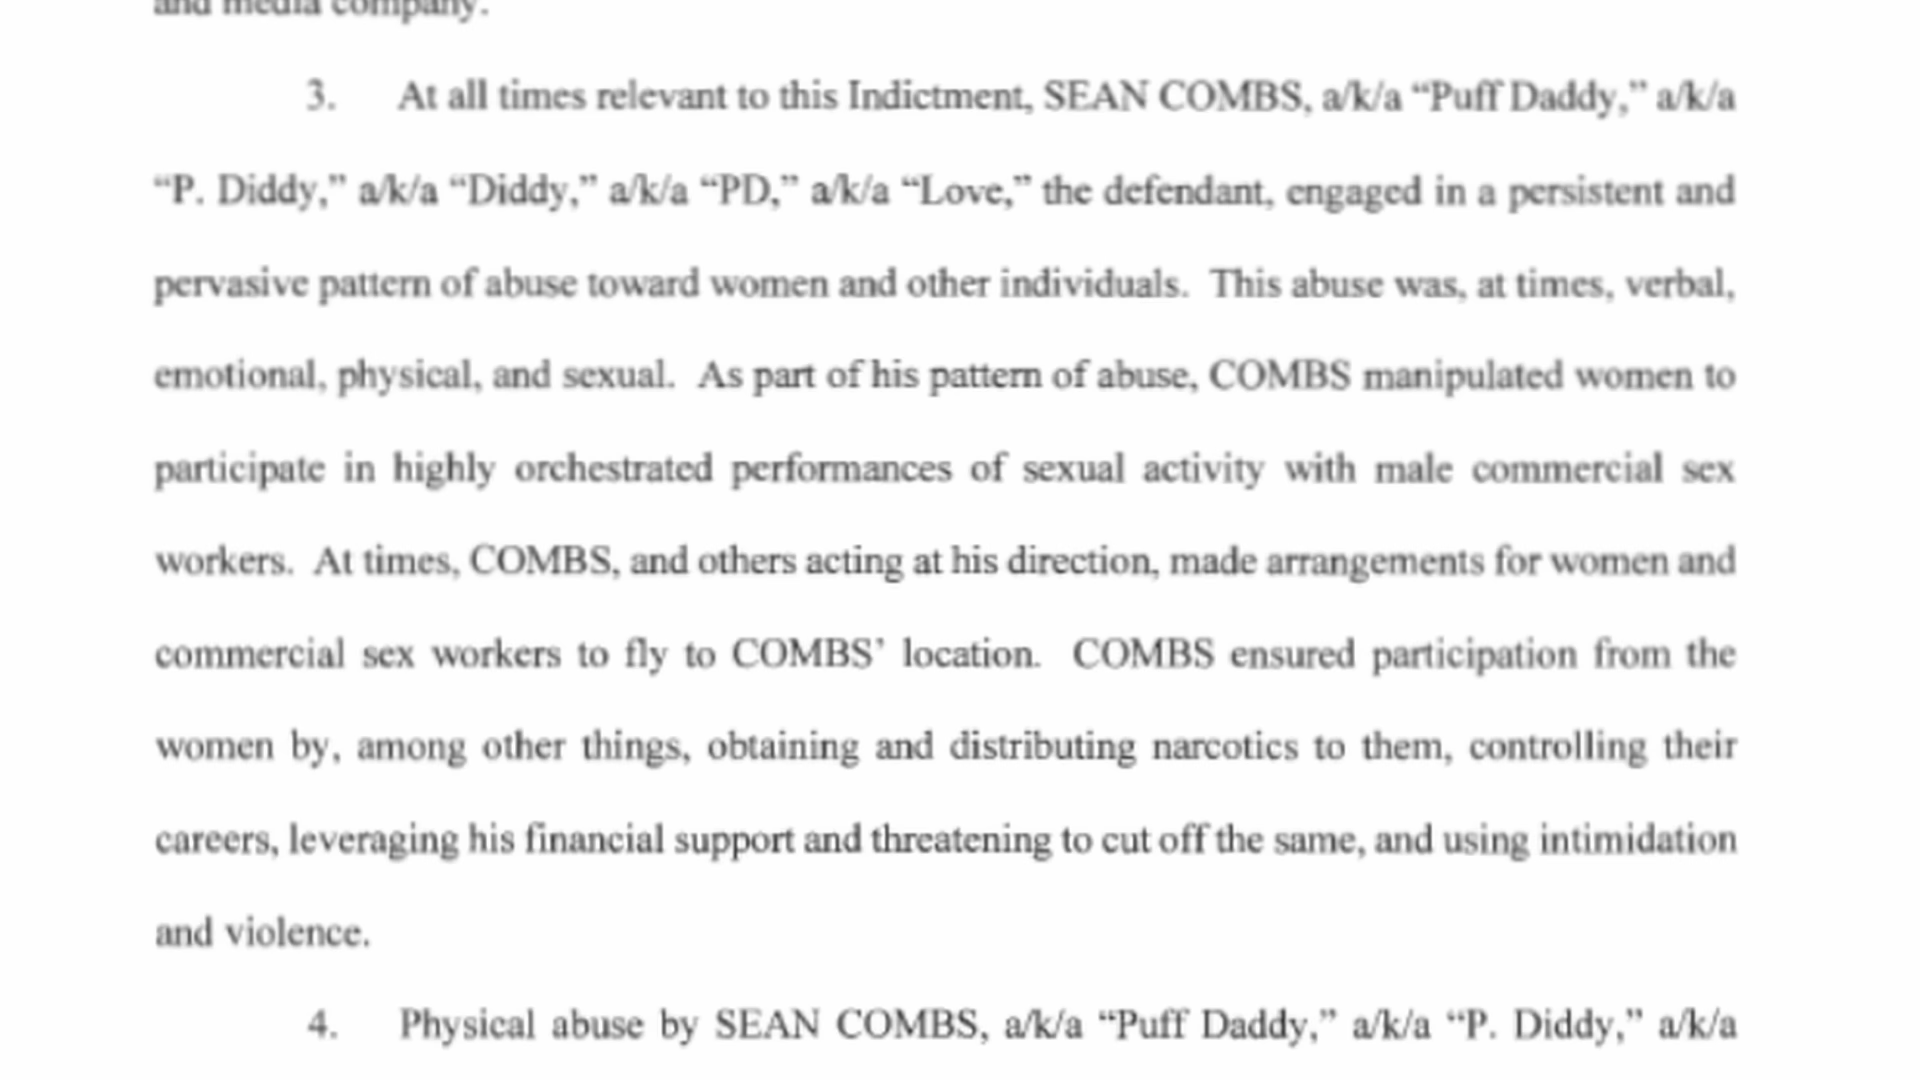 and media company.
3. At all times relevant to this Indictment, SEAN COMBS, a/k/a “Puff Daddy,” a/k/a
“P. Diddy,” a/k/a “Diddy,” a/k/a “PD,” a/k/a “Love,” the defendant, engaged in a persistent and
pervasive pattern of abuse toward women and other individuals. This abuse was, at times, verbal,
emotional, physical, and sexual. As part of his pattern of abuse, COMBS manipulated women to
participate in highly orchestrated performances of sexual activity with male commercial sex
workers. At times, COMBS, and others acting at his direction, made arrangements for women and
commercial sex workers to fly to COMBS’ location. COMBS ensured participation from the
women by, among other things, obtaining and distributing narcotics to them, controlling their
careers, leveraging his financial support and threatening to cut off the same, and using intimidation
and violence.
4. Physical abuse by SEAN COMBS, a/k/a “Puff Daddy,” a/k/a “P. Diddy,” a/k/a